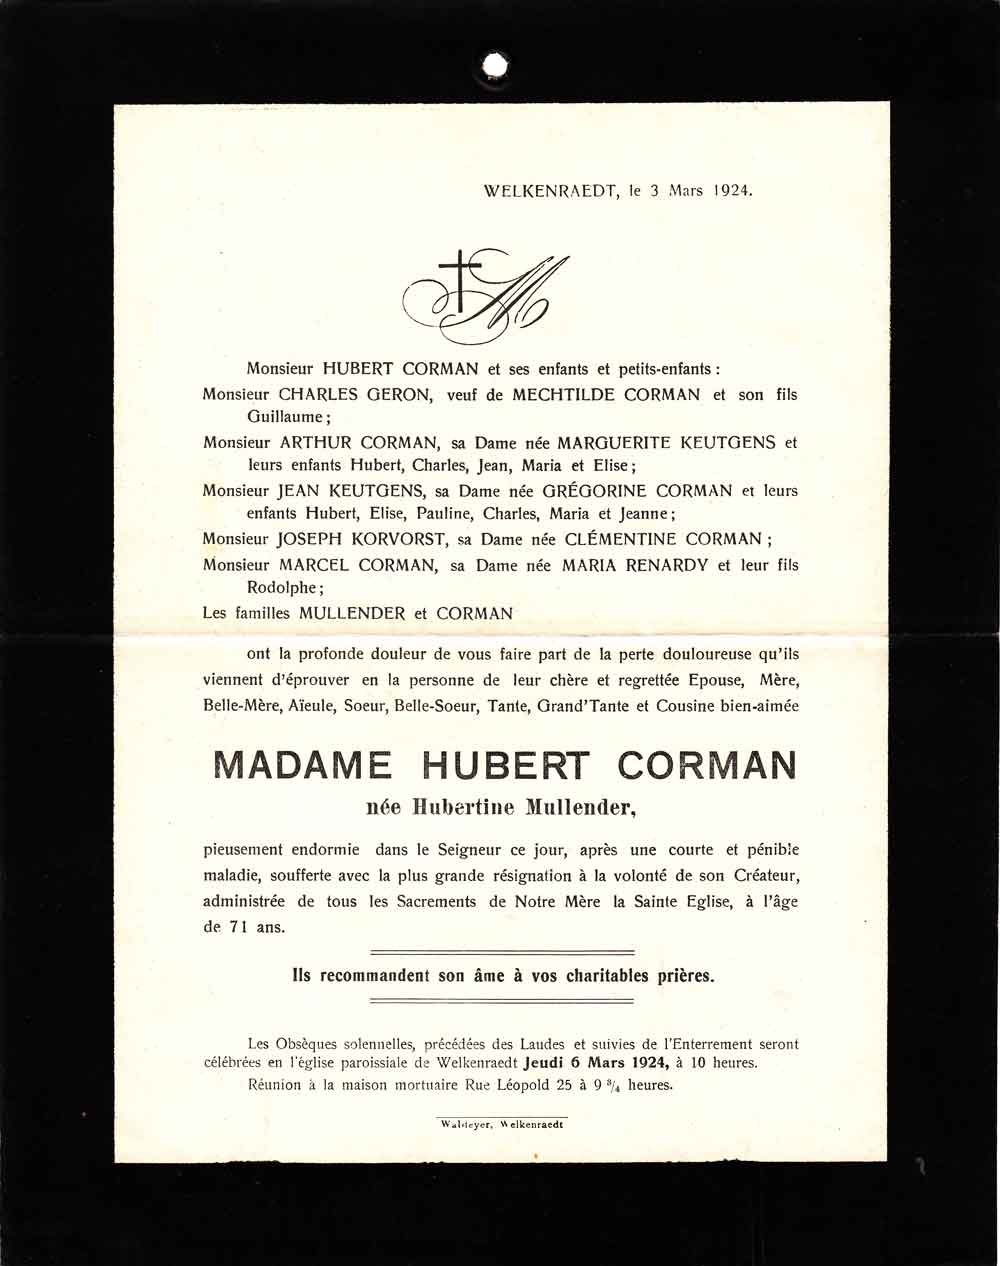 WELKENRAEDT, le 3 Mars 1924.
M
Monsieur HUBERT CORMAN et ses enfants et petits-enfants :
Monsieur CHARLES GERON, veuf de MECHTILDE CORMAN et son fils
Guillaume ;
Monsieur ARTHUR CORMAN, sa Dame née MARGUERITE KEUTGENS et
leurs enfants Hubert, Charles, Jean, Maria et Elise ;
Monsieur JEAN KEUTGENS, sa Dame née GRÉGORINE CORMAN et leurs
enfants Hubert, Elise, Pauline, Charles, Maria et Jeanne ;
Monsieur JOSEPH KORVORST, sa Dame née CLÉMENTINE CORMAN ;
Monsieur MARCEL CORMAN, sa Dame née MARIA RENARDY et leur fils
Rodolphe ;
Les familles MULLENDER et CORMAN
ont la profonde douleur de vous faire part de la perte douloureuse qu'ils
viennent d'éprouver en la personne de leur chère et regrettée Epouse, Mère,
Belle-Mère, Aïeule, Soeur, Belle-Soeur, Tante, Grand'Tante et Cousine bien-aimée
MADAME HUBERT CORMAN
née Hubertine Mullender,
pieusement endormie dans le Seigneur ce jour, après une courte et pénible
maladie, soufferte avec la plus grande résignation à la volonté de son Créateur,
administrée de tous les Sacrements de Notre Mère la Sainte Eglise, à l'âge
de 71 ans.
Ils recommandent son âme à vos charitables prières.
Les Obsèques solennelles, précédées des Laudes et suivies de l'Enterrement seront
célébrées en l'église paroissiale de Welkenraedt Jeudi 6 Mars 1924, à 10 heures.
Réunion à la maison mortuaire Rue Léopold 25 à 9 3/4 heures.
Waldeyer, Welkenraedt